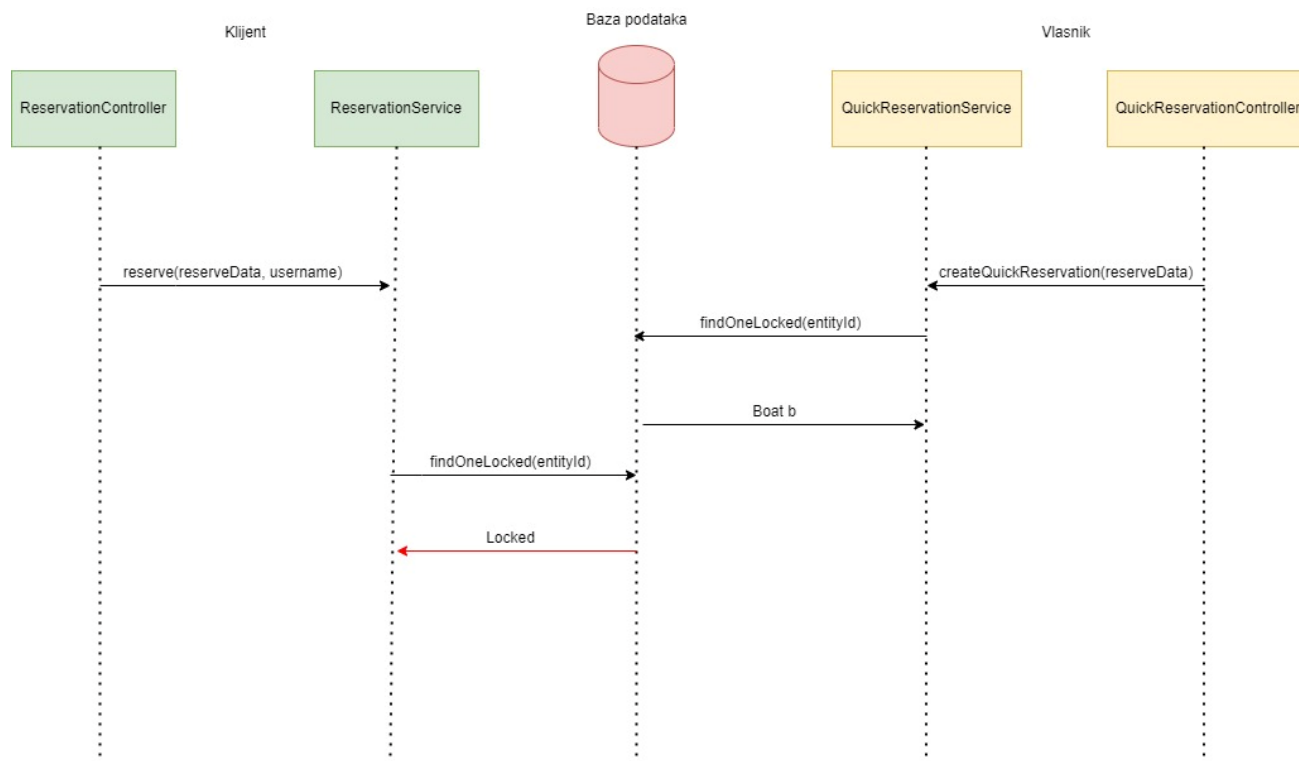 Klijent
Baza podataka
Vlasnik
ReservationController
ReservationService
QuickReservationService
QuickReservationController
reserve(reserveData, username)
createQuickReservation(reserveData)
findOneLocked(entityId)
Boat b
findOneLocked(entityId)
Locked